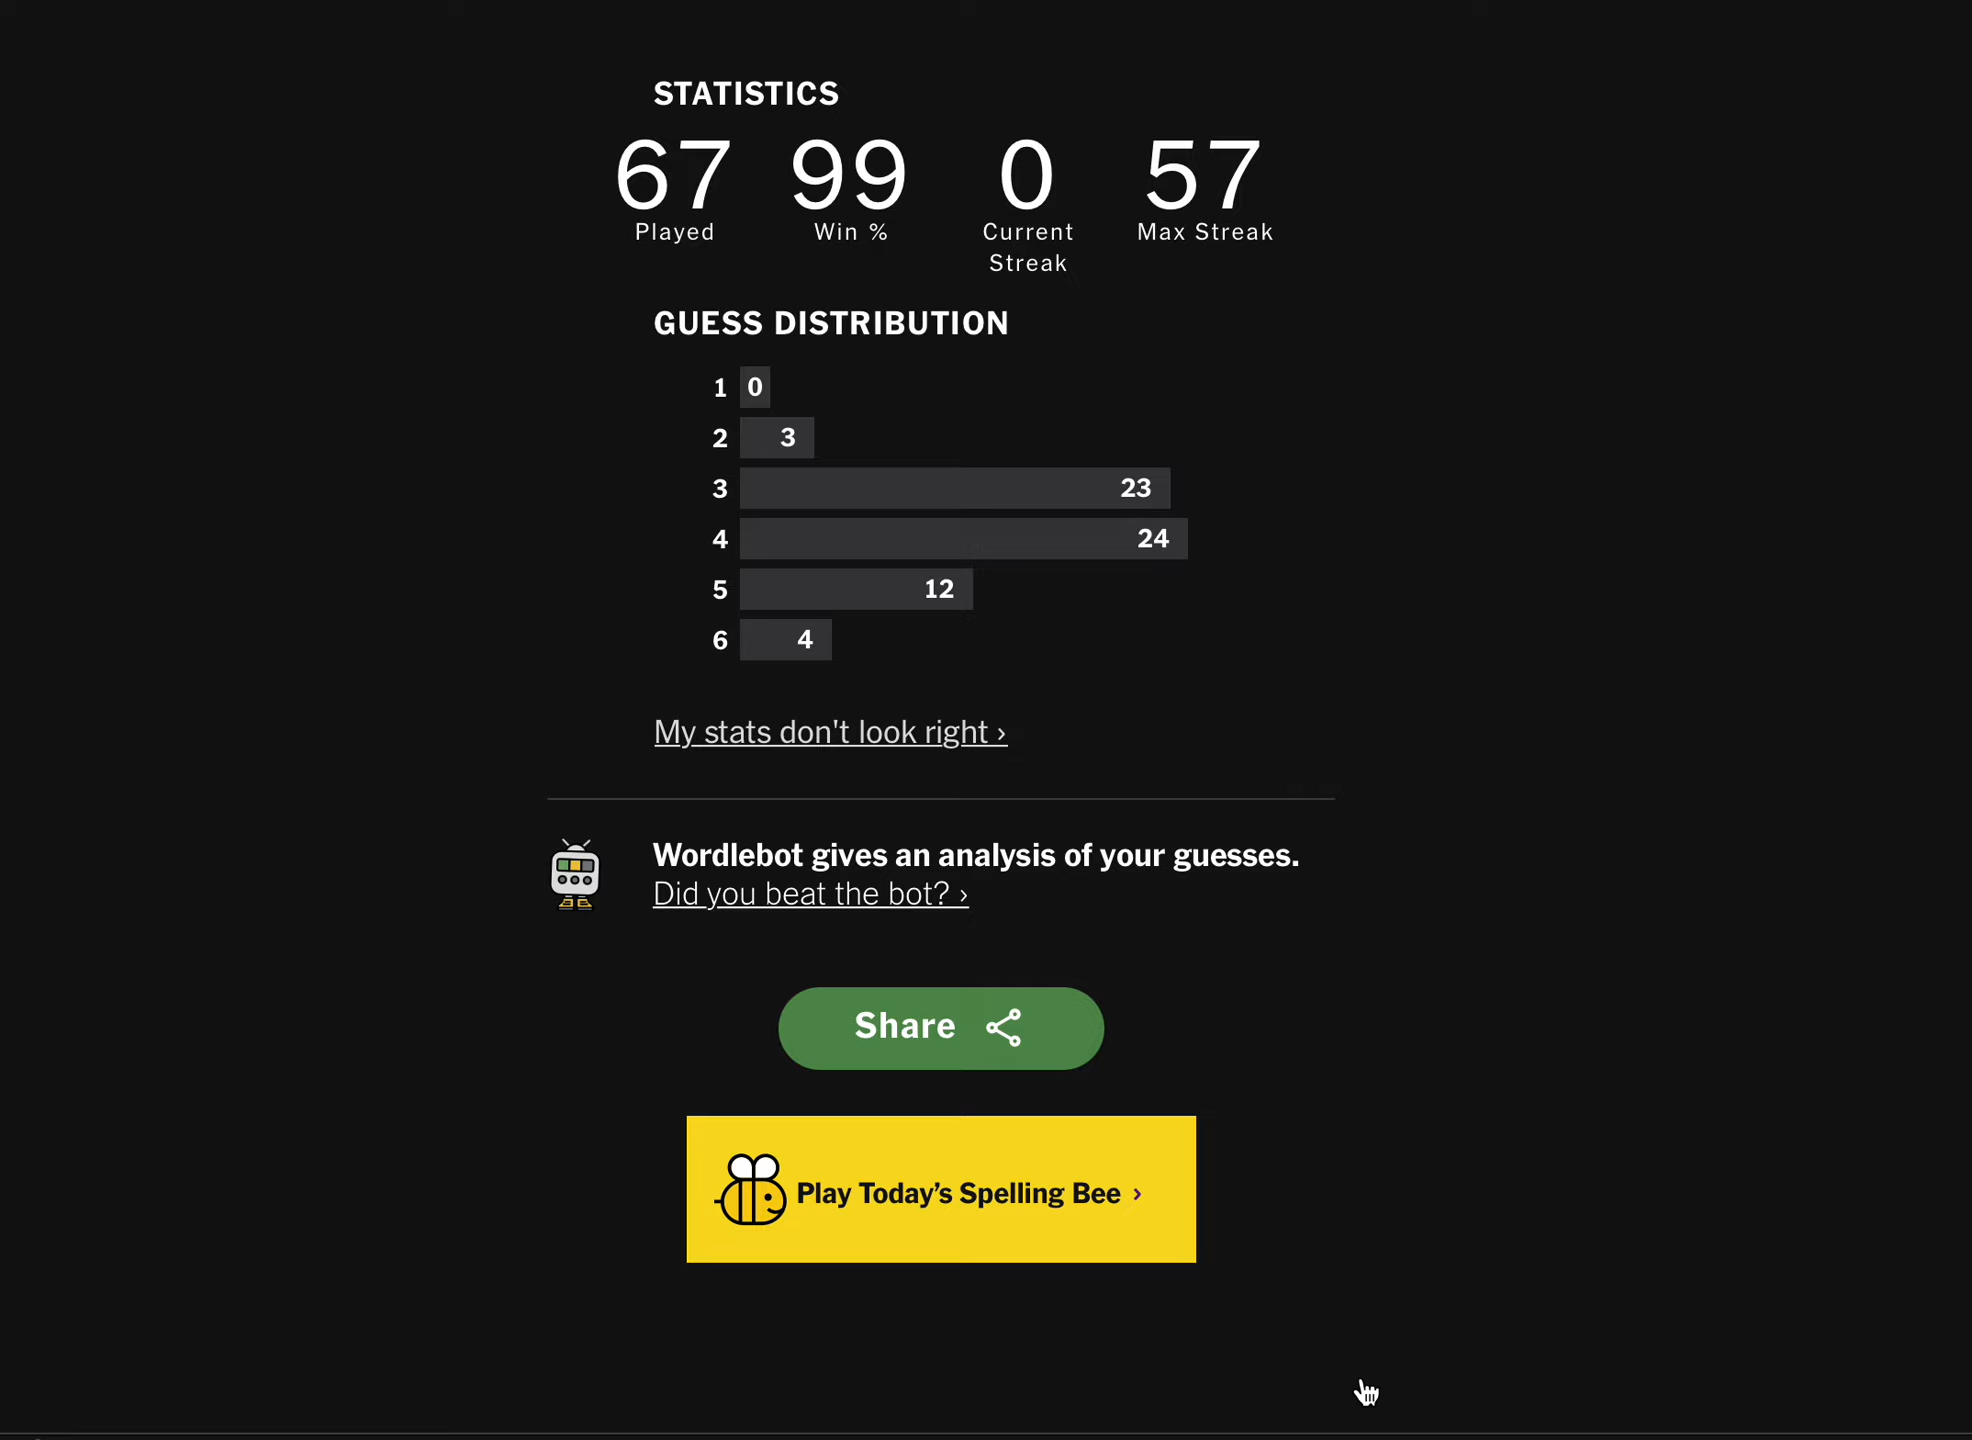 STATISTICS
67 99 0 57
Played Win % Current Streak Max Streak
GUESS DISTRIBUTION
1 0
2 3
3 23
4 24
5 12
6 4
My stats don't look right ›
Wordlebot gives an analysis of your guesses.
Did you beat the bot? ›
Share
Play Today’s Spelling Bee ›